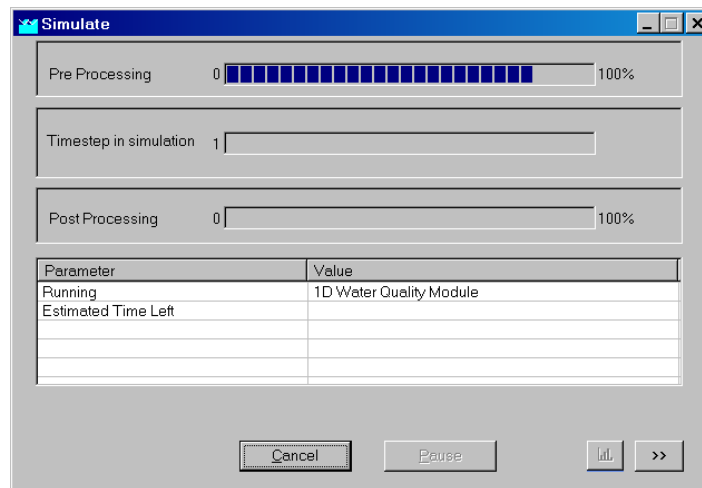 Simulate
Pre Processing 0 100%
Timestep in simulation 1
Post Processing 0 100%
Parameter Value
Running 1D Water Quality Module
Estimated Time Left
Cancel Pause >>